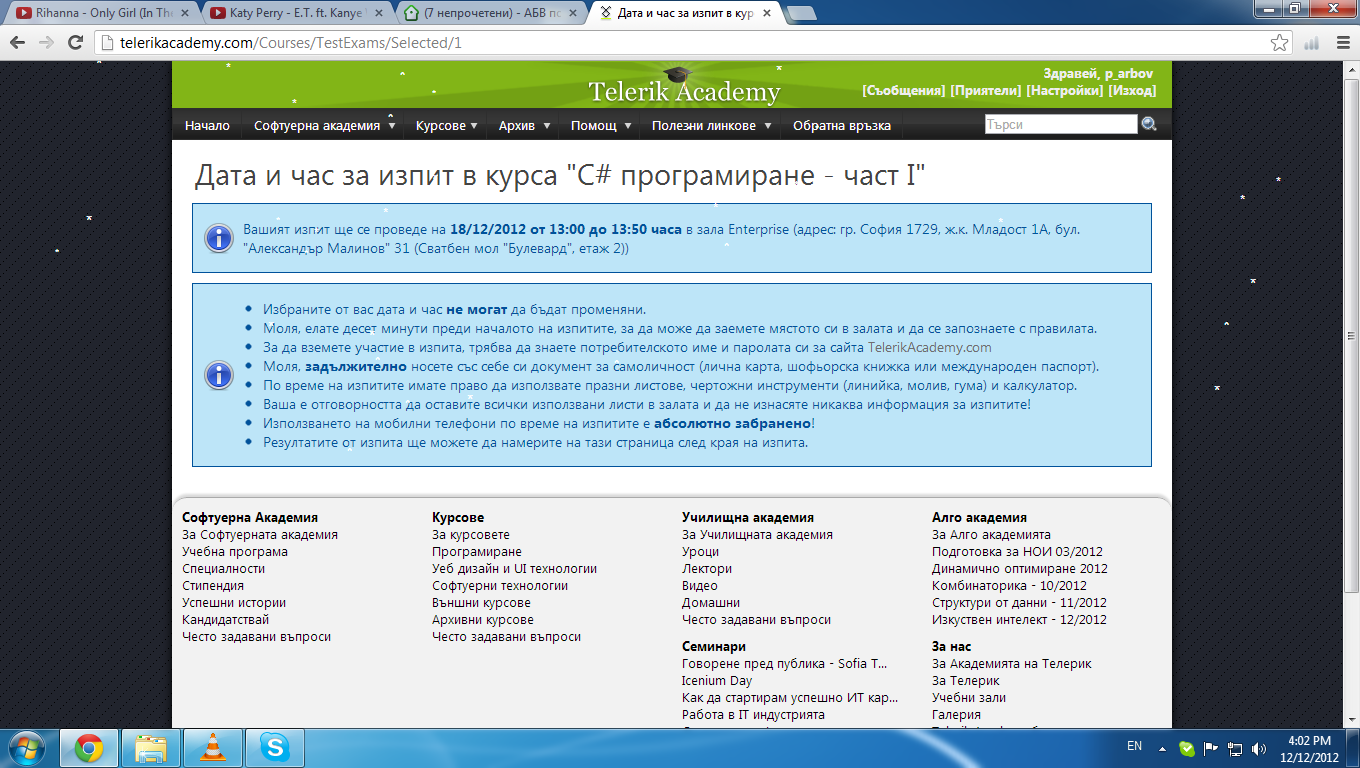 Rihanna - Only Girl (In The
Katy Perry - E.T. ft. Kanye
(7 непрочетени) - АБВ по
Дата и час за изпит в кур
telerikacademy.com/Courses/TestExams/Selected/1
Telerik Academy
Здравей, p_arbov
[Съобщения] [Приятели] [Настройки] [Изход]
Начало Софтуерна академия Курсове Архив Помощ Полезни линкове Обратна връзка Търси
Дата и час за изпит в курса "C# програмиране - част I"
Вашият изпит ще се проведе на 18/12/2012 от 13:00 до 13:50 часа в зала Enterprise (адрес: гр. София 1729, ж.к. Младост 1А, бул.
"Александър Малинов" 31 (Сватбен мол "Булевард", етаж 2))
Избраните от вас дата и час не могат да бъдат променяни.
Моля, елате десет минути преди началото на изпитите, за да може да заемете мястото си в залата и да се запознаете с правилата.
За да вземете участие в изпита, трябва да знаете потребителското име и паролата си за сайта TelerikAcademy.com
Моля, задължително носете със себе си документ за самоличност (лична карта, шофьорска книжка или международен паспорт).
По време на изпитите имате право да използвате празни листове, чертожни инструменти (линийка, молив, гума) и калкулатор.
Ваша е отговорността да оставите всички използвани листи в залата и да не изнасяте никаква информация за изпитите!
Използването на мобилни телефони по време на изпитите е абсолютно забранено!
Резултатите от изпита ще можете да намерите на тази страница след края на изпита.
Софтуерна Академия
За Софтуерната академия
Учебна програма
Специалности
Стипендия
Успешни истории
Кандидатствай
Често задавани въпроси
Курсове
За курсовете
Програмиране
Уеб дизайн и UI технологии
Софтуерни технологии
Външни курсове
Архивни курсове
Често задавани въпроси
Училищна академия
За Училищната академия
Уроци
Лектори
Видео
Домашни
Често задавани въпроси
Семинари
Говорене пред публика - Sofia T...
Icenium Day
Как да стартирам успешно ИТ кар...
Работа в IT индустрията
Алго академия
За Алго академията
Подготовка за НОИ 03/2012
Динамично оптимиране 2012
Комбинаторика - 10/2012
Структури от данни - 11/2012
Изкуствен интелект - 12/2012
За нас
За Академията на Телерик
За Телерик
Учебни зали
Галерия
EN
4:02 PM
12/12/2012